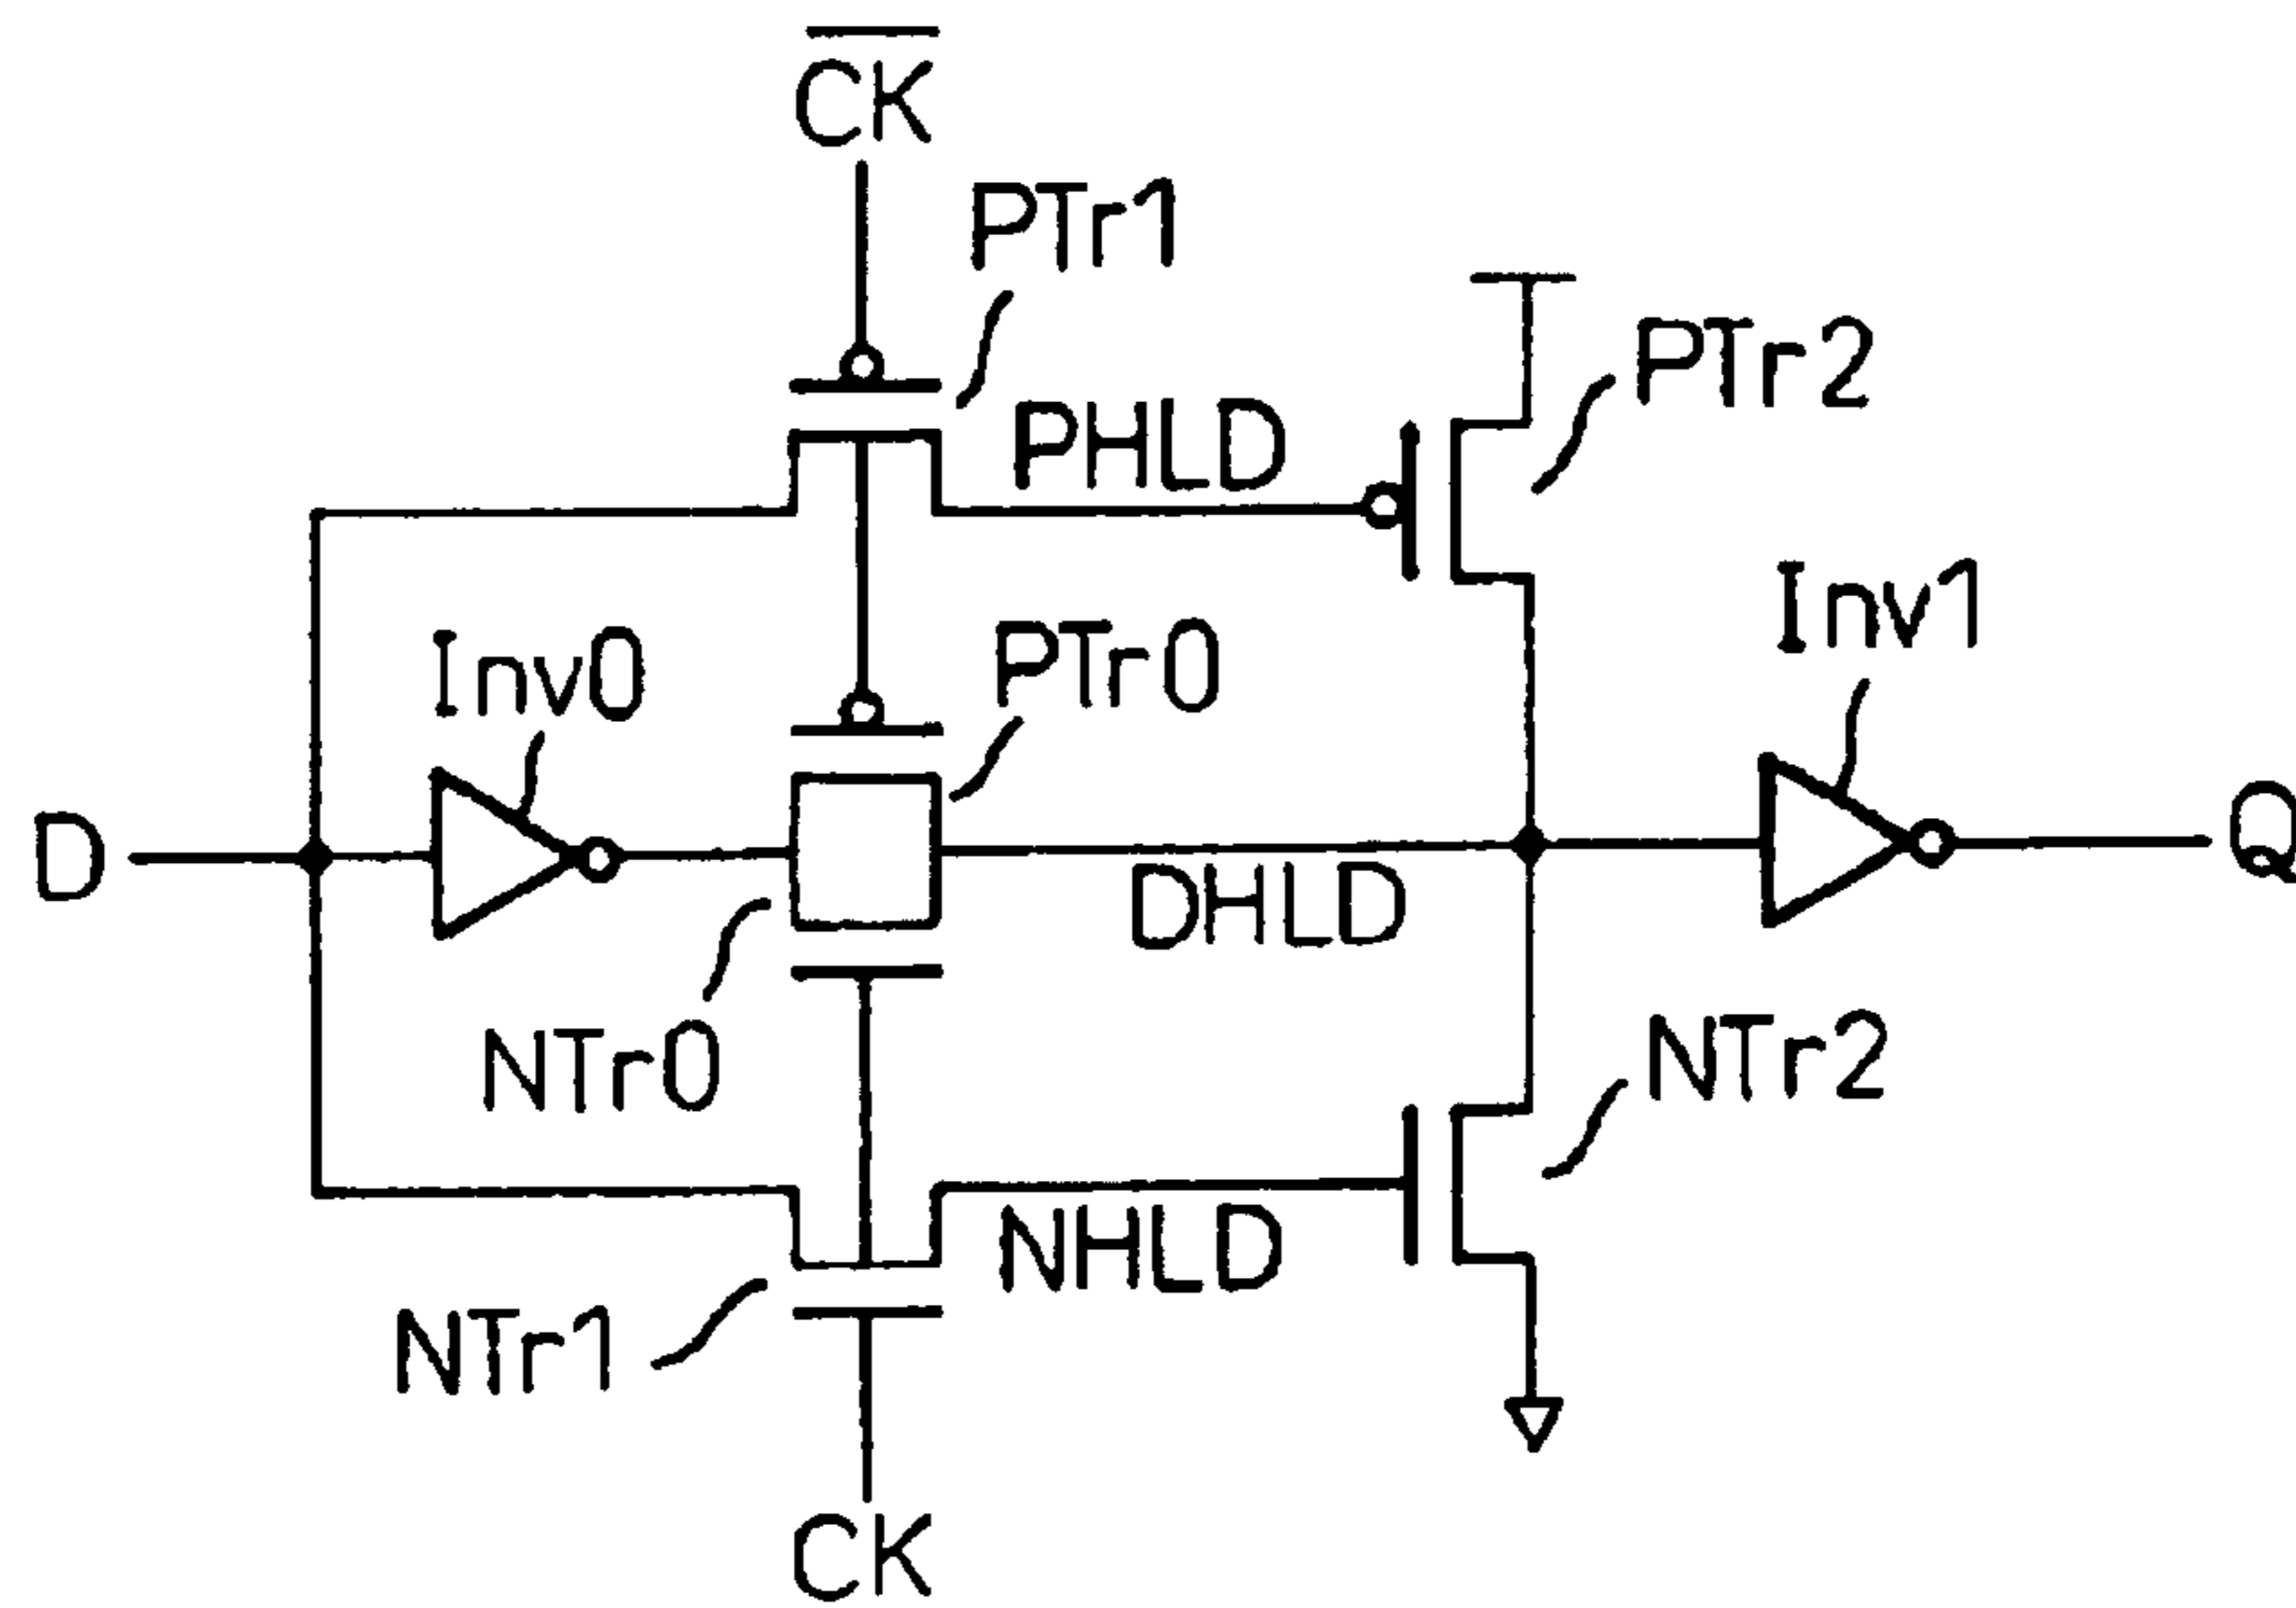 CK
PTr1
PTr2
PHLD
Inv1
Inv0
PTr0
D
Q
DHLD
NTr0
NTr2
NHLD
NTr1
CK